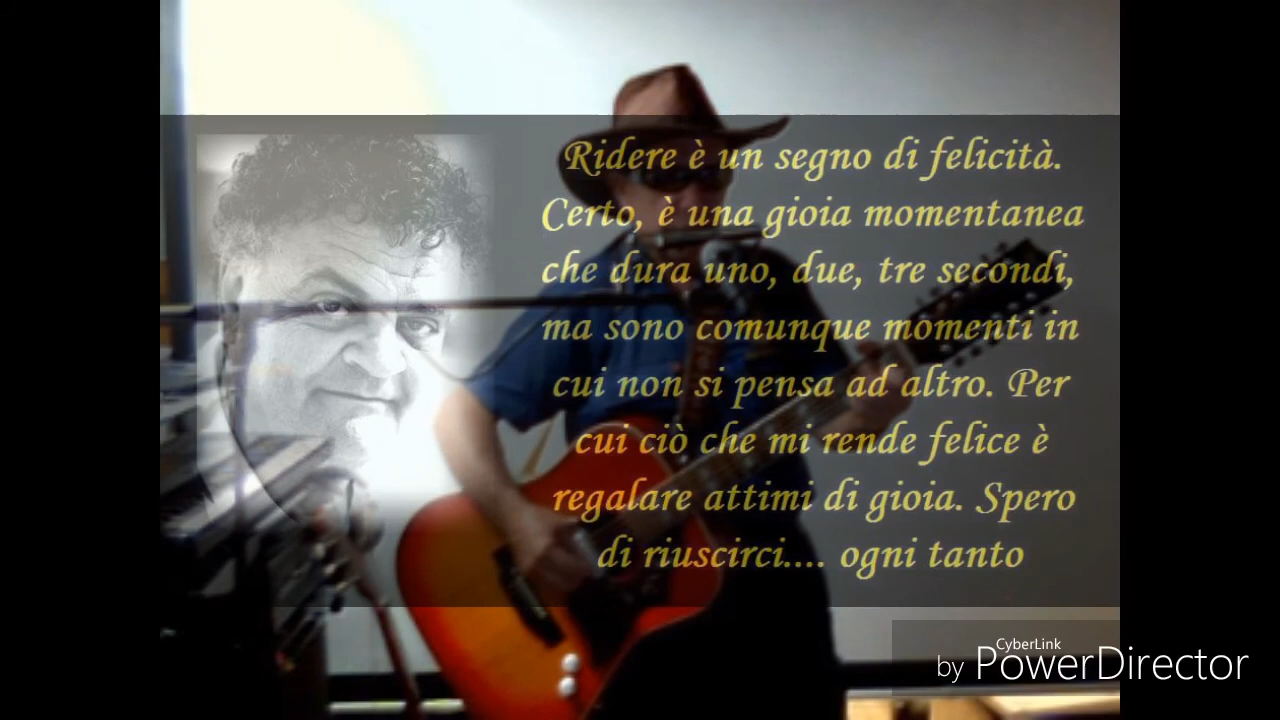 Ridere è un segno di felicità.
Certo, è una gioia momentanea
che dura uno, due, tre secondi,
ma sono comunque momenti in
cui non si pensa ad altro. Per
cui ciò che mi rende felice è
regalare attimi di gioia. Spero
di riuscirci.... ogni tanto
CyberLink
by PowerDirector